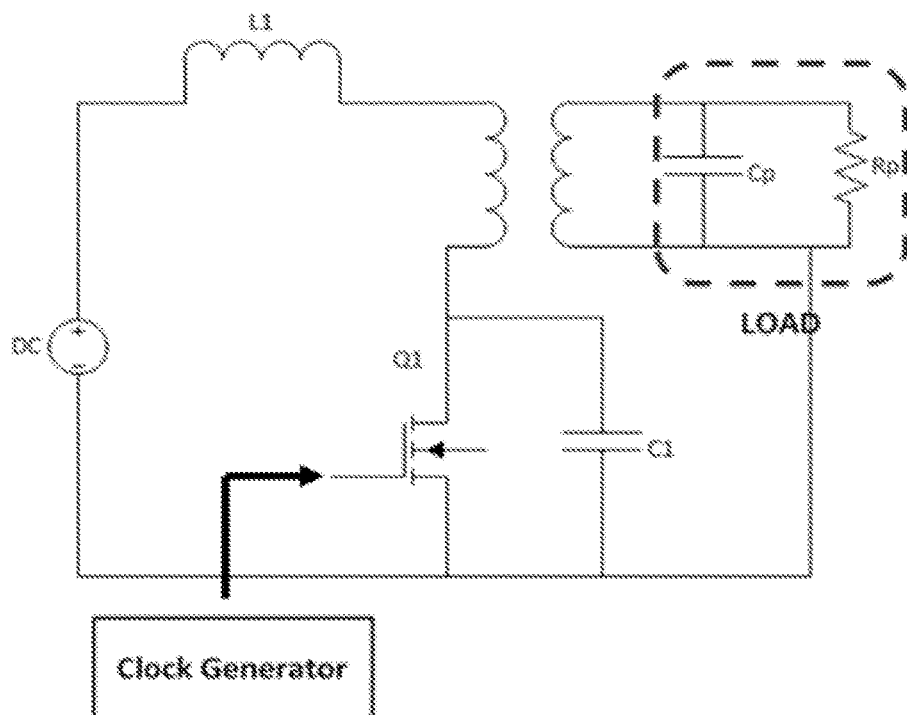 L1
Cp
Rp
LOAD
DC
+
−
Q1
C1
Clock Generator